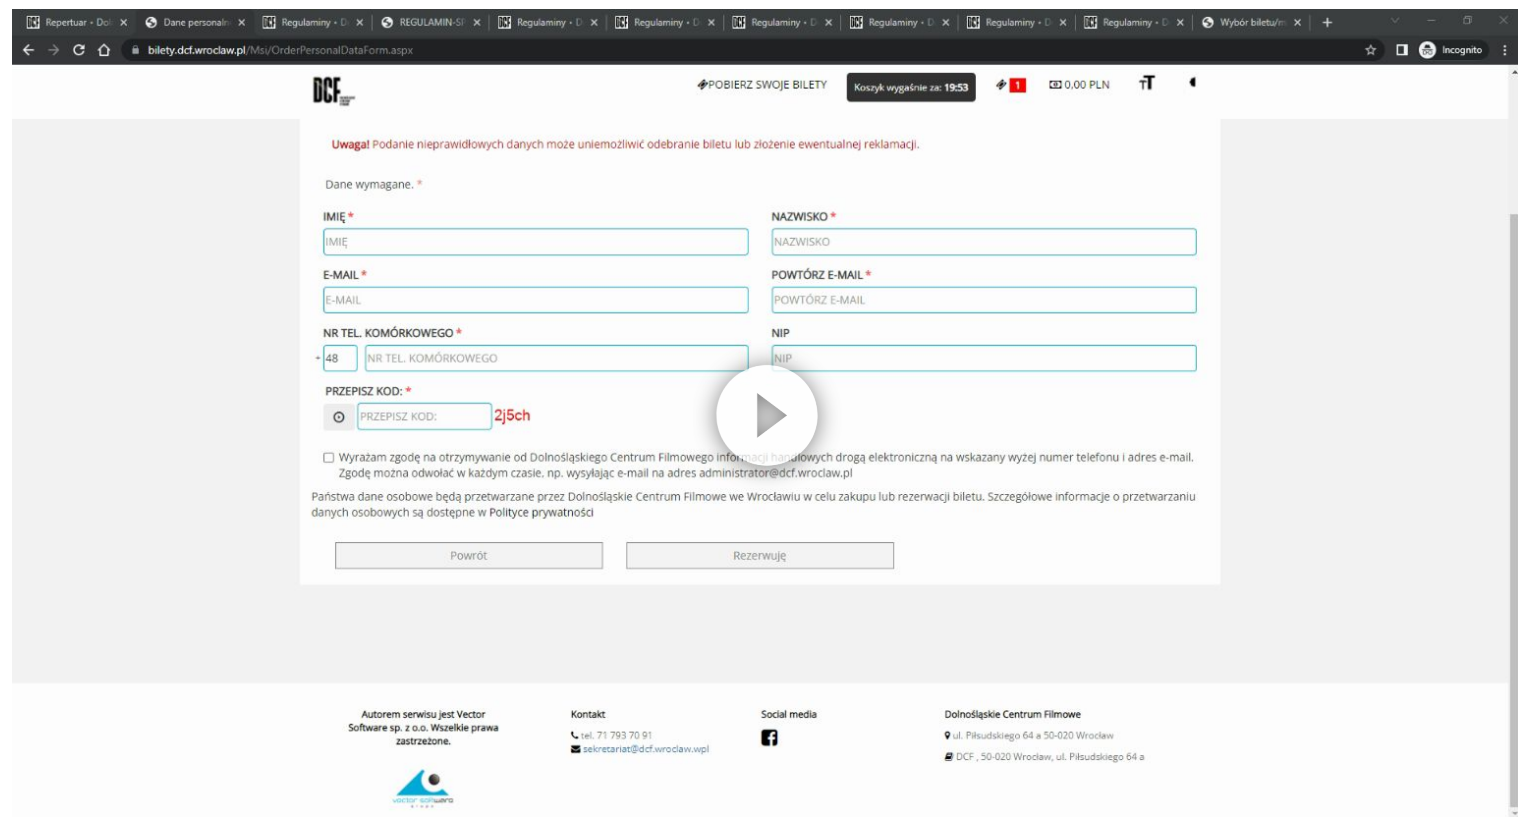 Repertuar - Dol
Dane personaln
Regulaminy - D
REGULAMIN-SP
Regulaminy - D
Regulaminy - D
Regulaminy - D
Regulaminy - D
Regulaminy - D
Regulaminy - D
Wybór biletu/m
bilety.dcf.wroclaw.pl/Msi/OrderPersonalDataForm.aspx
Incognito
DCF
POBIERZ SWOJE BILETY
Koszyk wygaśnie za: 19:53
1
0,00 PLN
TT
Uwaga! Podanie nieprawidłowych danych może uniemożliwić odebranie biletu lub złożenie ewentualnej reklamacji.
Dane wymagane. *
IMIĘ *
NAZWISKO *
IMIĘ
NAZWISKO
E-MAIL *
POWTÓRZ E-MAIL *
E-MAIL
POWTÓRZ E-MAIL
NR TEL. KOMÓRKOWEGO *
NIP
+ 48
NR TEL. KOMÓRKOWEGO
NIP
PRZEPISZ KOD: *
PRZEPISZ KOD:
2j5ch
Wyrażam zgodę na otrzymywanie od Dolnośląskiego Centrum Filmowego informacji handlowych drogą elektroniczną na wskazany wyżej numer telefonu i adres e-mail.
Zgodę można odwołać w każdym czasie, np. wysyłając e-mail na adres administrator@dcf.wroclaw.pl
Państwa dane osobowe będą przetwarzane przez Dolnośląskie Centrum Filmowe we Wrocławiu w celu zakupu lub rezerwacji biletu. Szczegółowe informacje o przetwarzaniu
danych osobowych są dostępne w Polityce prywatności
Powrót
Rezerwuję
Autorem serwisu jest Vector
Software sp. z o.o. Wszelkie prawa
zastrzeżone.
vector software
Kontakt
tel. 71 793 70 91
sekretariat@dcf.wroclaw.wpl
Social media
Dolnośląskie Centrum Filmowe
ul. Piłsudskiego 64 a 50-020 Wrocław
DCF , 50-020 Wrocław, ul. Piłsudskiego 64 a